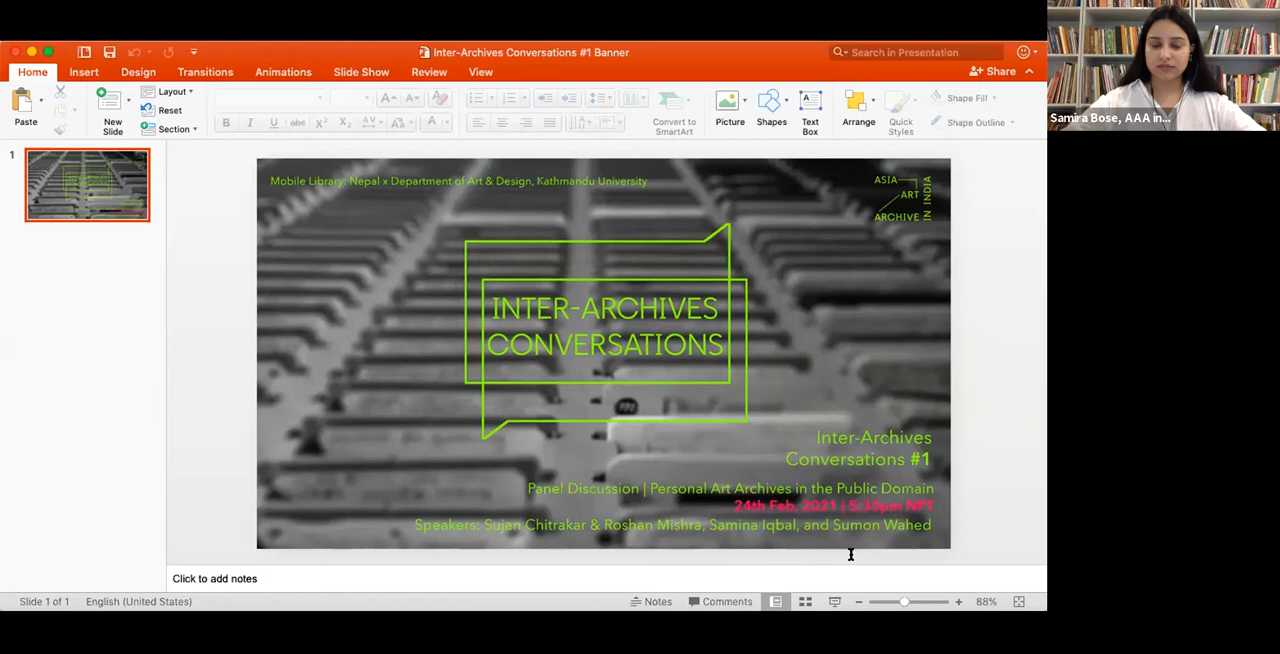 Inter-Archives Conversations #1 Banner
Search in Presentation
Home Insert Design Transitions Animations Slide Show Review View
Share
Paste
New Slide
Layout
Reset
Section
B I U abc X² X₂ AV
Convert to SmartArt
Picture
Shapes
Text Box
Arrange
Quick Styles
Shape Fill
Shape Outline
Samira Bose, AAA in...
1
Mobile Library: Nepal x Department of Art & Design, Kathmandu University
ASIA
ART
ARCHIVE
IN INDIA
INTER-ARCHIVES
CONVERSATIONS
Inter-Archives
Conversations #1
Panel Discussion | Personal Art Archives in the Public Domain
24th Feb, 2021 | 5:30pm NPT
Speakers: Sujan Chitrakar & Roshan Mishra, Samina Iqbal, and Sumon Wahed
Click to add notes
Slide 1 of 1 English (United States) Notes Comments 88%